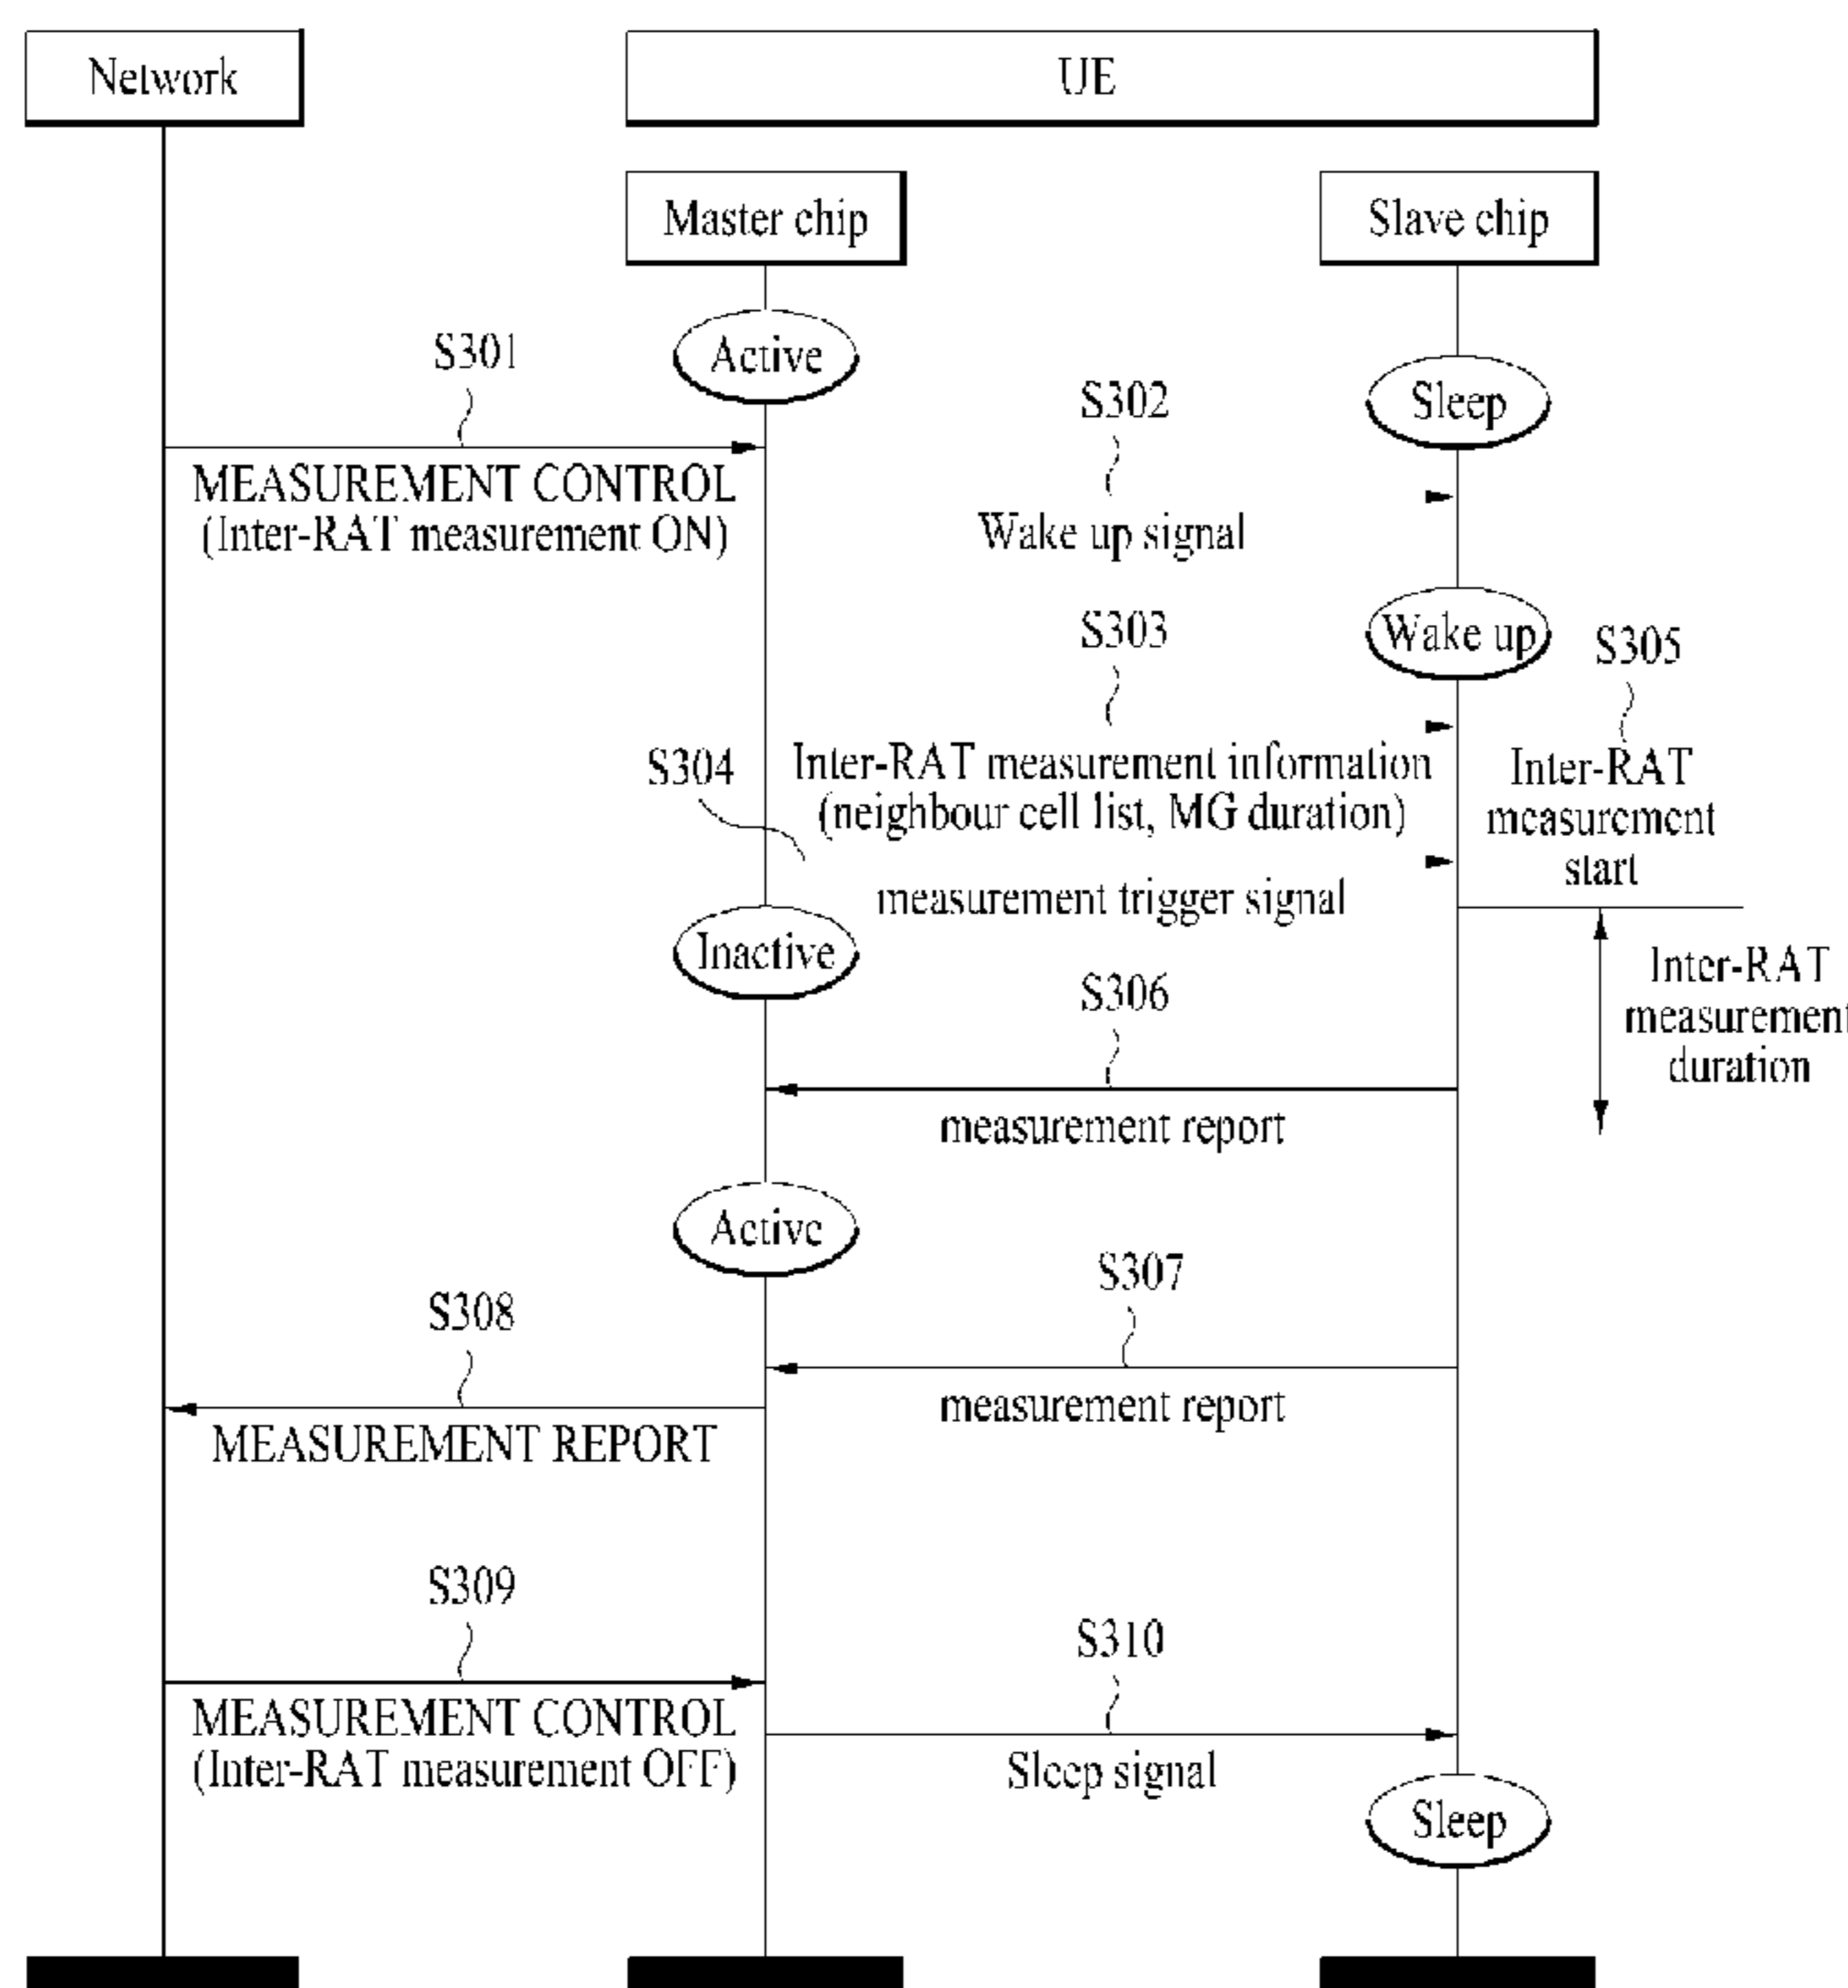 Network
UE
Master chip
Slave chip
Active
S301
Sleep
S302
MEASUREMENT CONTROL
(Inter-RAT measurement ON)
Wake up signal
S303
Wake up
S305
S304
Inter-RAT measurement information
(neighbour cell list, MG duration)
Inter-RAT
measurement
start
measurement trigger signal
Inactive
Inter-RAT
measurement
duration
S306
measurement report
Active
S307
S308
measurement report
MEASUREMENT REPORT
S309
S310
MEASUREMENT CONTROL
(Inter-RAT measurement OFF)
Sleep signal
Sleep